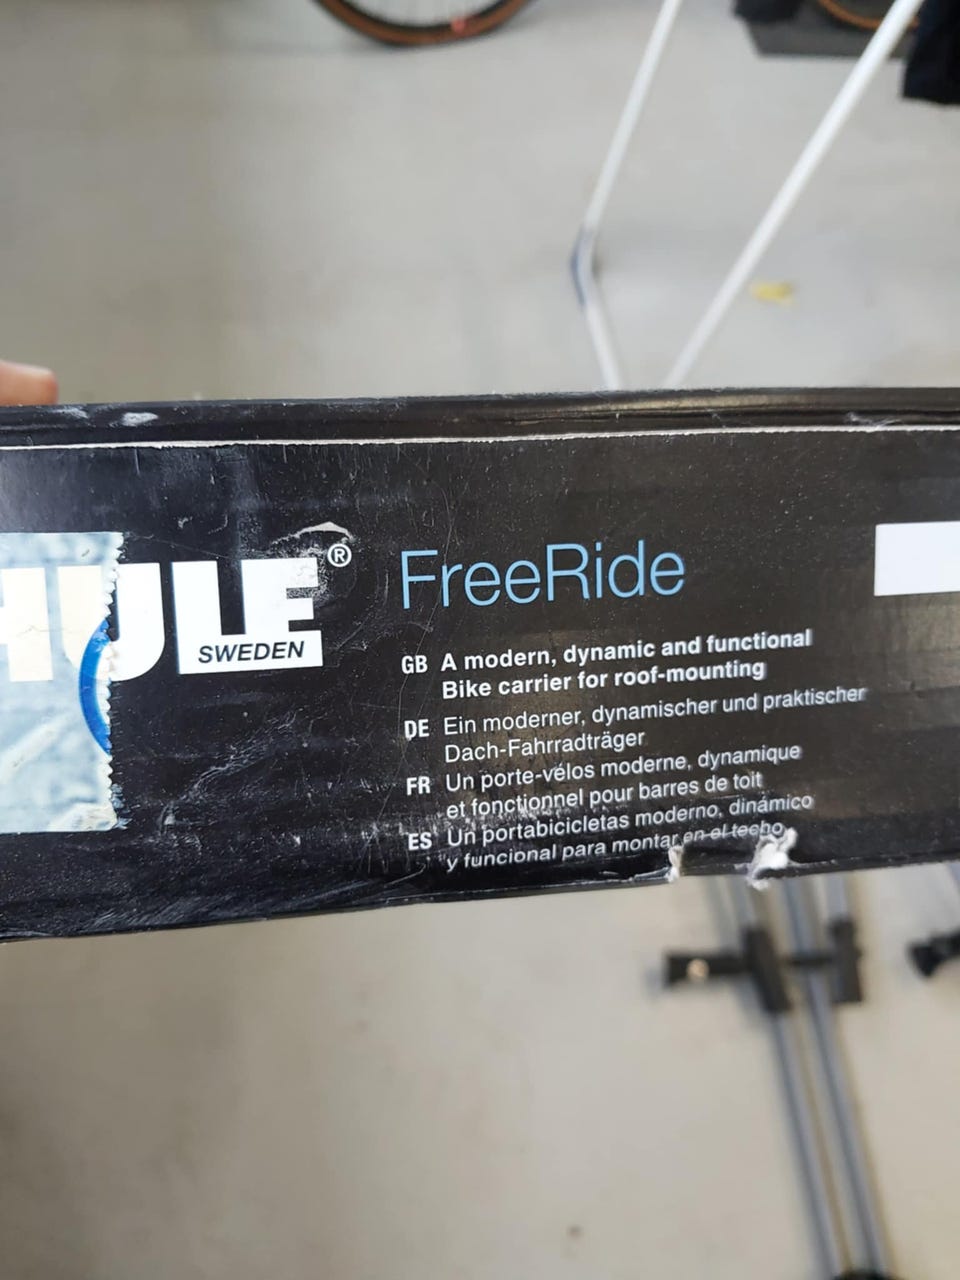 HULE®
SWEDEN
FreeRide
GB A modern, dynamic and functional
Bike carrier for roof-mounting
DE Ein moderner, dynamischer und praktischer
Dach-Fahrradträger
FR Un porte-vélos moderne, dynamique
et fonctionnel pour barres de toit
ES Un portabicicletas moderno, dinámico
y funcional para montar en el techo